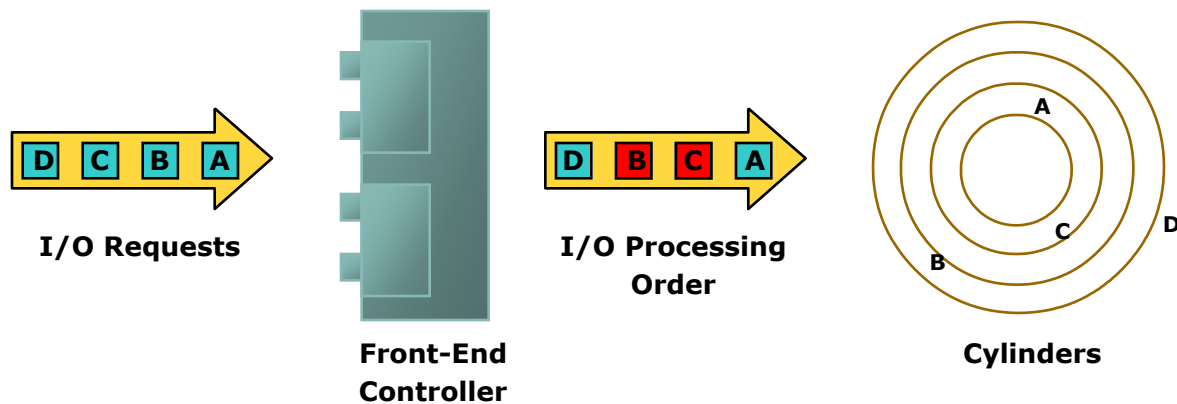 D C B A
I/O Requests
Front-End
Controller
D B C A
I/O Processing
Order
A
C
B
D
Cylinders